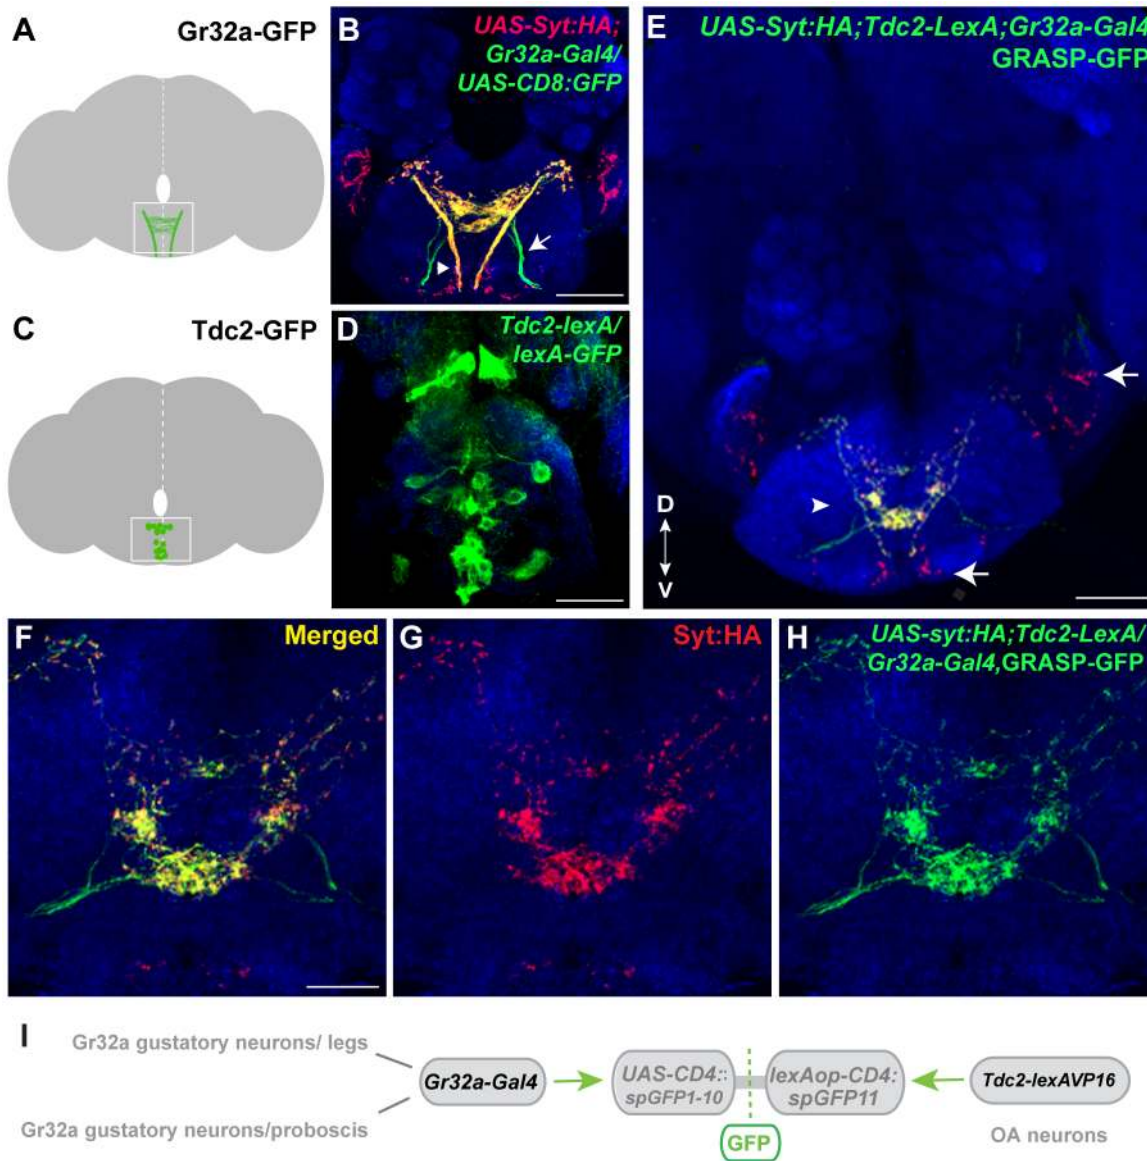 A
Gr32a-GFP
B
UAS-Syt:HA;
Gr32a-Gal4/
UAS-CD8:GFP
C
Tdc2-GFP
D
Tdc2-lexA/
lexA-GFP
E
UAS-Syt:HA;Tdc2-LexA;Gr32a-Gal4
GRASP-GFP
D
V
F
Merged
G
Syt:HA
H
UAS-syt:HA;Tdc2-LexA/
Gr32a-Gal4,GRASP-GFP
I
Gr32a gustatory neurons/ legs
Gr32a gustatory neurons/proboscis
Gr32a-Gal4
UAS-CD4::
spGFP1-10
lexAop-CD4:
spGFP11
GFP
Tdc2-lexAVP16
OA neurons